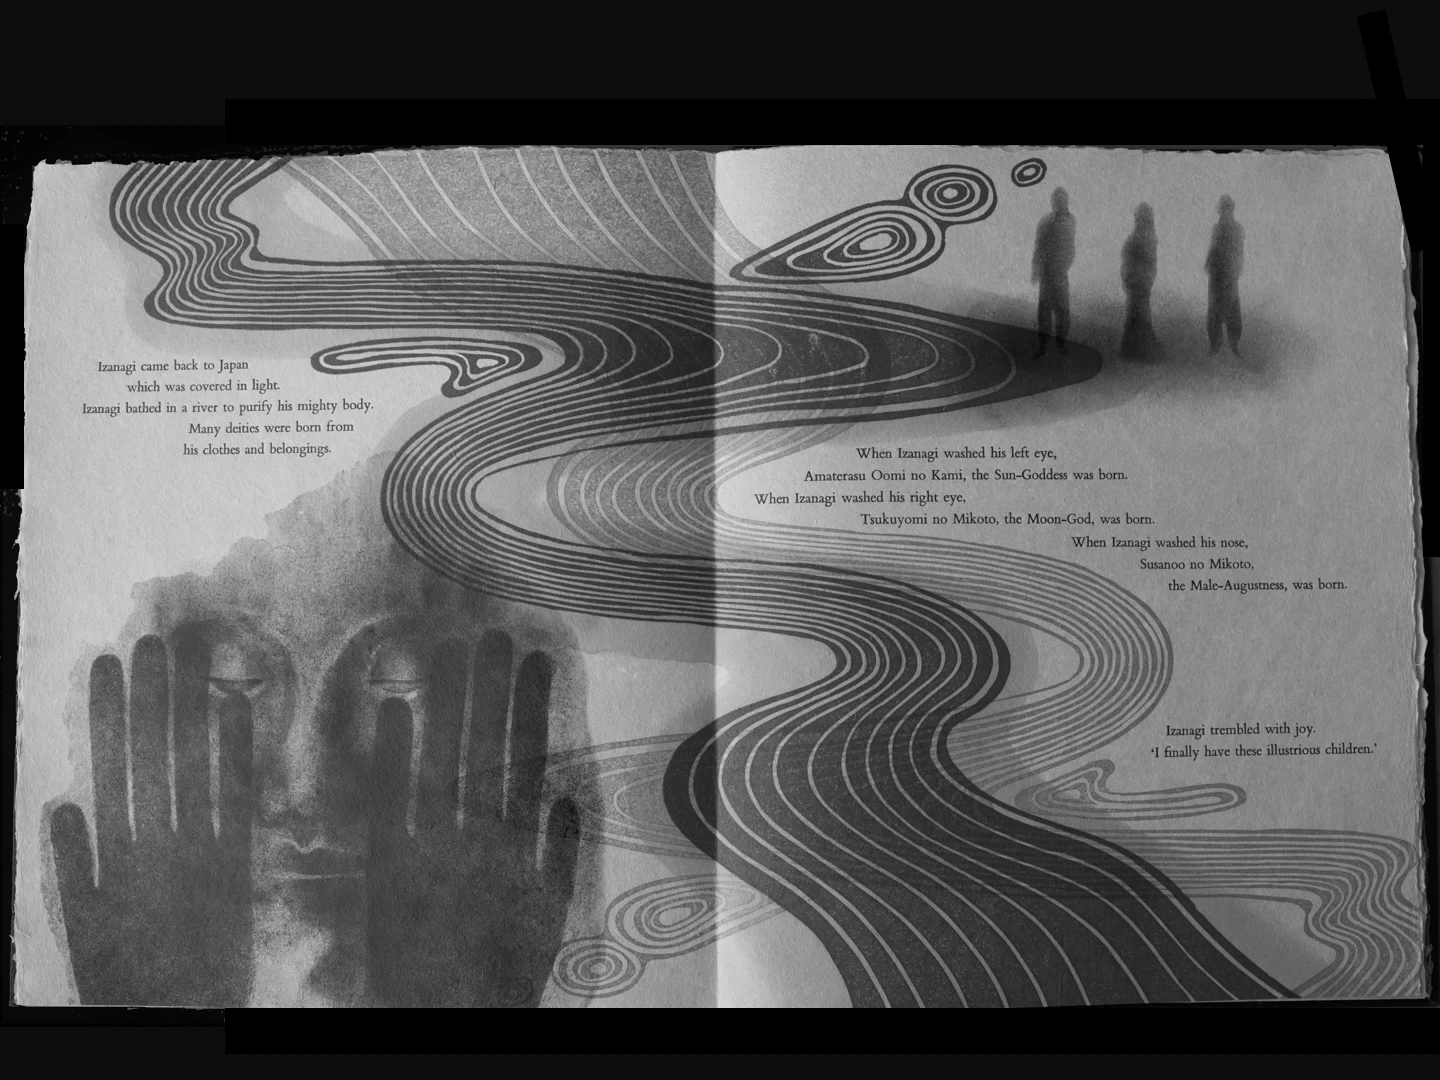 Izanagi came back to Japan
which was covered in light.
Izanagi bathed in a river to purify his mighty body.
Many deities were born from
his clothes and belongings.
When Izanagi washed his left eye,
Amaterasu Oomi no Kami, the Sun-Goddess was born.
When Izanagi washed his right eye,
Tsukuyomi no Mikoto, the Moon-God, was born.
When Izanagi washed his nose,
Susanoo no Mikoto,
the Male-Augustness, was born.
Izanagi trembled with joy.
'I finally have these illustrious children.'